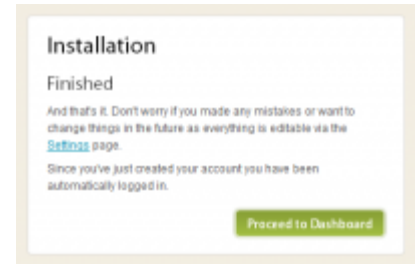 Installation
Finished
And that's it. Don't worry if you made any mistakes or want to
change things in the future as everything is editable via the
Settings page.
Since you've just created your account you have been
automatically logged in.
Proceed to Dashboard